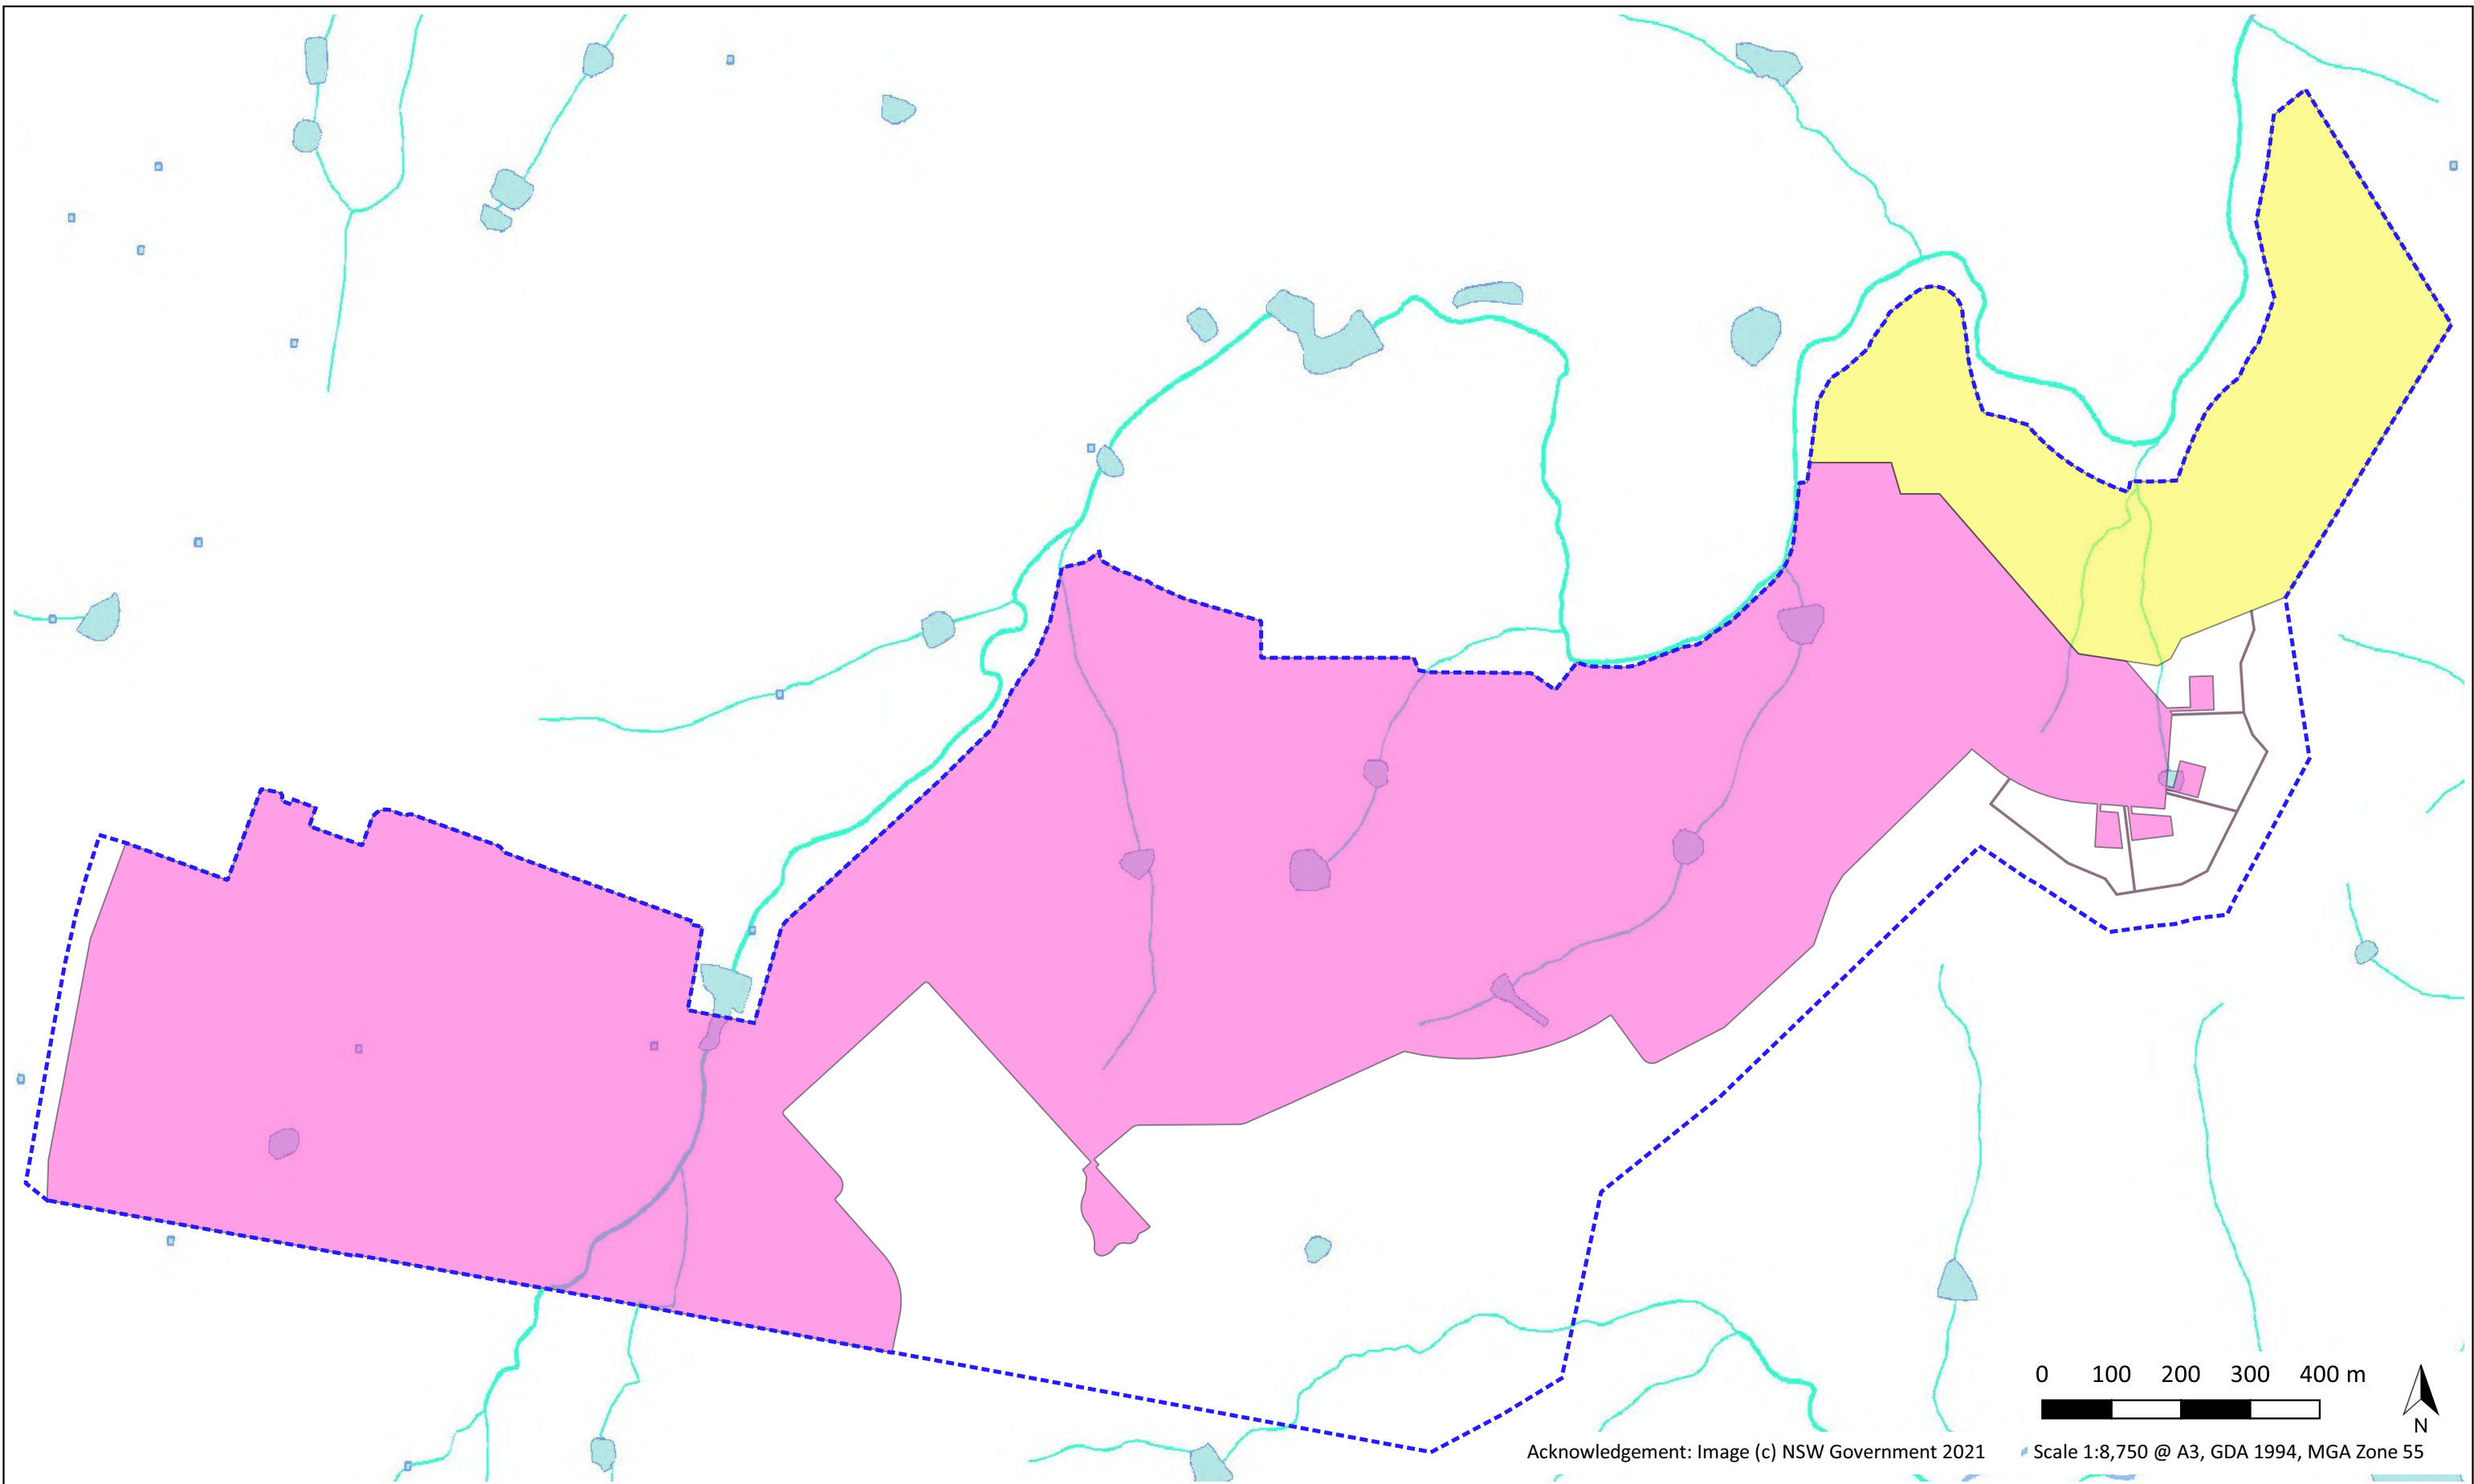 0 100 200 300 400 m
N
Acknowledgement: Image (c) NSW Government 2021
Scale 1:8,750 @ A3, GDA 1994, MGA Zone 55